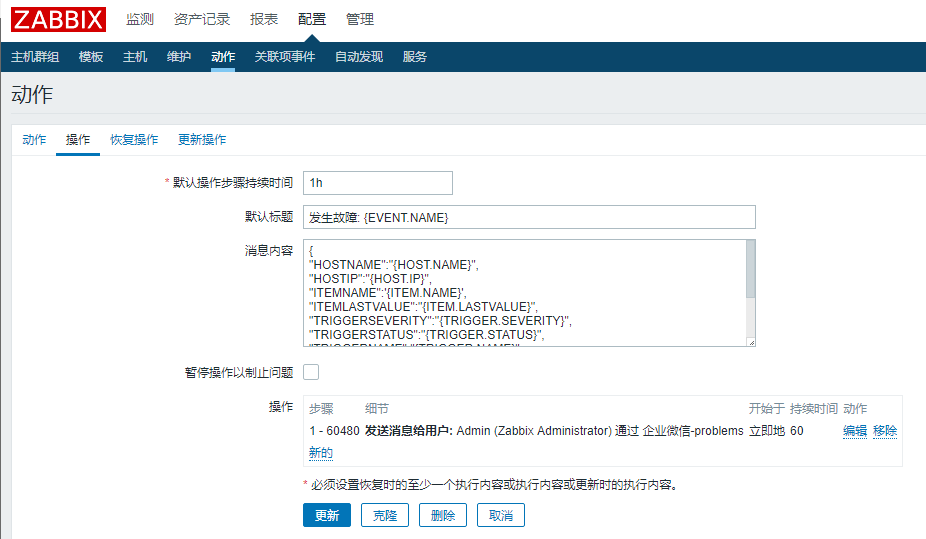 ZABBIX 监测 资产记录 报表 配置 管理
主机群组 模板 主机 维护 动作 关联项事件 自动发现 服务
动作
动作 操作 恢复操作 更新操作
* 默认操作步骤持续时间 1h
默认标题 发生故障: {EVENT.NAME}
消息内容 {
"HOSTNAME":"{HOST.NAME}",
"HOSTIP":"{HOST.IP}",
"ITEMNAME":'{ITEM.NAME}',
"ITEMLASTVALUE":"{ITEM.LASTVALUE}",
"TRIGGERSEVERITY":"{TRIGGER.SEVERITY}",
"TRIGGERSTATUS":"{TRIGGER.STATUS}",
暂停操作以制止问题
操作 步骤 细节 开始于 持续时间 动作
1 - 60480 发送消息给用户: Admin (Zabbix Administrator) 通过 企业微信-problems 立即地 60 编辑 移除
新的
* 必须设置恢复时的至少一个执行内容或执行内容或更新时的执行内容。
更新 克隆 删除 取消